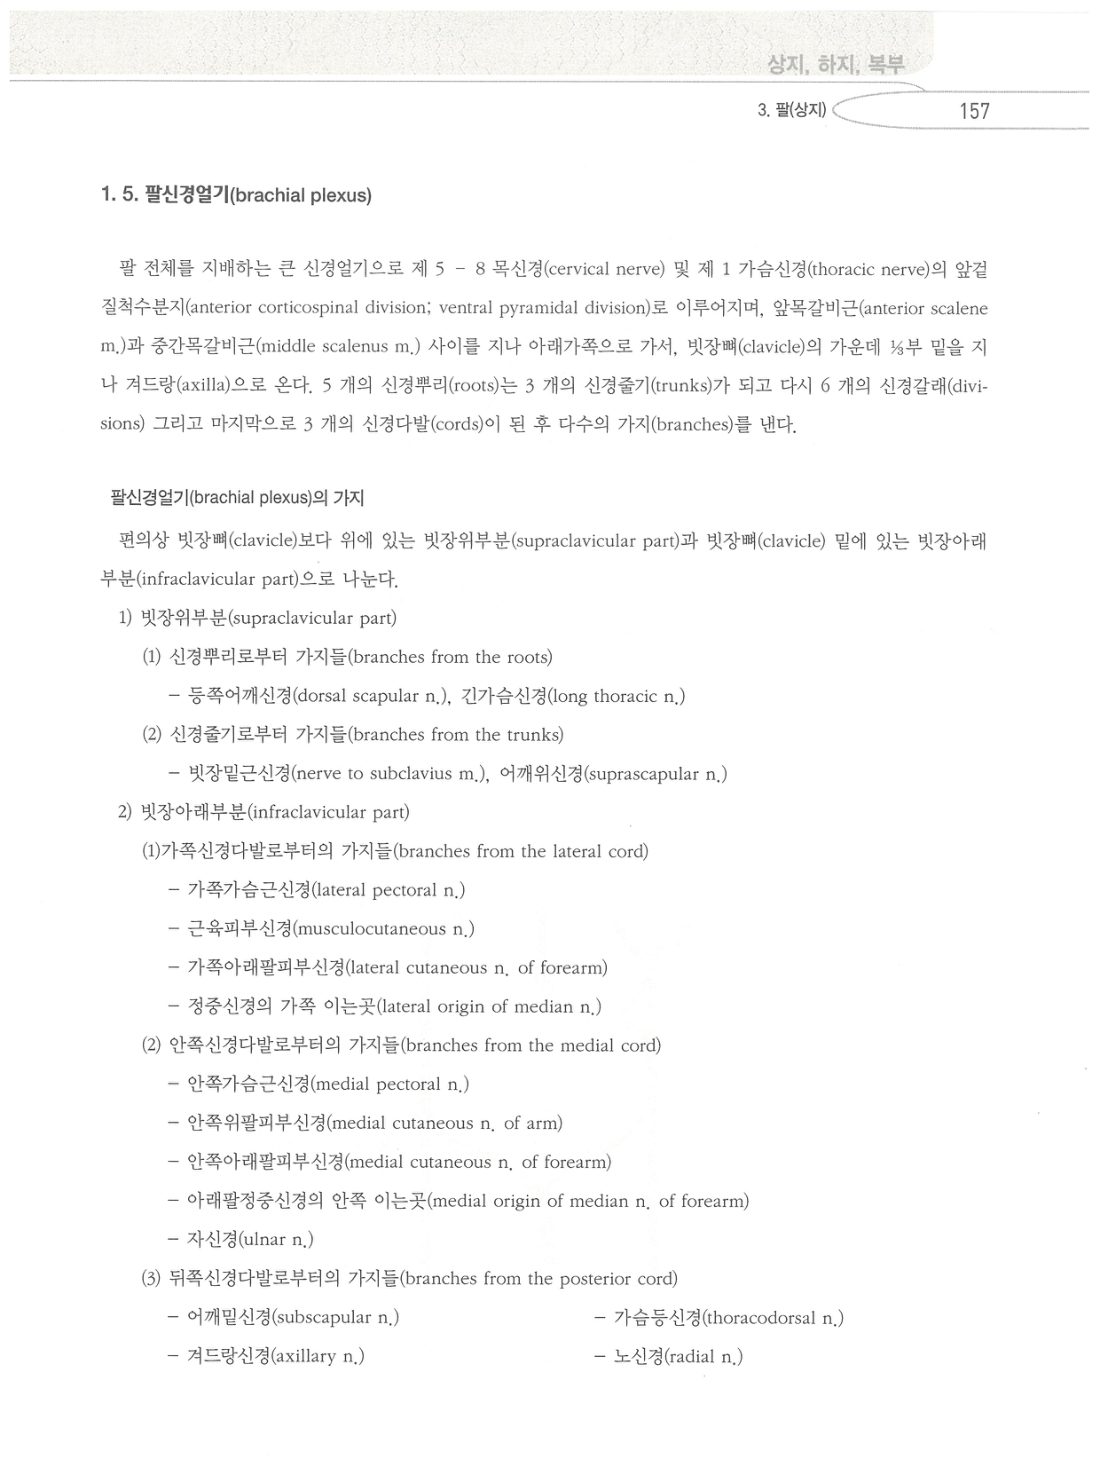 상지, 하지, 복부
3. 팔(상지)
157
1. 5. 팔신경얼기(brachial plexus)
팔 전체를 지배하는 큰 신경얼기으로 제 5 – 8 목신경(cervical nerve) 및 제 1 가슴신경(thoracic nerve)의 앞겉
질척수분지(anterior corticospinal division; ventral pyramidal division)로 이루어지며, 앞목갈비근(anterior scalene
m.)과 중간목갈비근(middle scalenus m.) 사이를 지나 아래가쪽으로 가서, 빗장뼈(clavicle)의 가운데 ⅓부 밑을 지
나 겨드랑(axilla)으로 온다. 5 개의 신경뿌리(roots)는 3 개의 신경줄기(trunks)가 되고 다시 6 개의 신경갈래(divi-
sions) 그리고 마지막으로 3 개의 신경다발(cords)이 된 후 다수의 가지(branches)를 낸다.
팔신경얼기(brachial plexus)의 가지
편의상 빗장뼈(clavicle)보다 위에 있는 빗장위부분(supraclavicular part)과 빗장뼈(clavicle) 밑에 있는 빗장아래
부분(infraclavicular part)으로 나눈다.
1) 빗장위부분(supraclavicular part)
(1) 신경뿌리로부터 가지들(branches from the roots)
– 등쪽어깨신경(dorsal scapular n.), 긴가슴신경(long thoracic n.)
(2) 신경줄기로부터 가지들(branches from the trunks)
– 빗장밑근신경(nerve to subclavius m.), 어깨위신경(suprascapular n.)
2) 빗장아래부분(infraclavicular part)
(1)가쪽신경다발로부터의 가지들(branches from the lateral cord)
– 가쪽가슴근신경(lateral pectoral n.)
– 근육피부신경(musculocutaneous n.)
– 가쪽아래팔피부신경(lateral cutaneous n. of forearm)
– 정중신경의 가쪽 이는곳(lateral origin of median n.)
(2) 안쪽신경다발로부터의 가지들(branches from the medial cord)
– 안쪽가슴근신경(medial pectoral n.)
– 안쪽위팔피부신경(medial cutaneous n. of arm)
– 안쪽아래팔피부신경(medial cutaneous n. of forearm)
– 아래팔정중신경의 안쪽 이는곳(medial origin of median n. of forearm)
– 자신경(ulnar n.)
(3) 뒤쪽신경다발로부터의 가지들(branches from the posterior cord)
– 어깨밑신경(subscapular n.) – 가슴등신경(thoracodorsal n.)
– 겨드랑신경(axillary n.) – 노신경(radial n.)